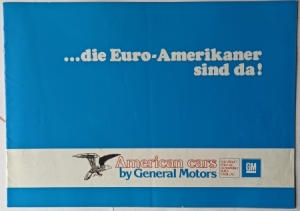 ...die Euro-Amerikaner
sind da!
American cars
by General Motors
GM